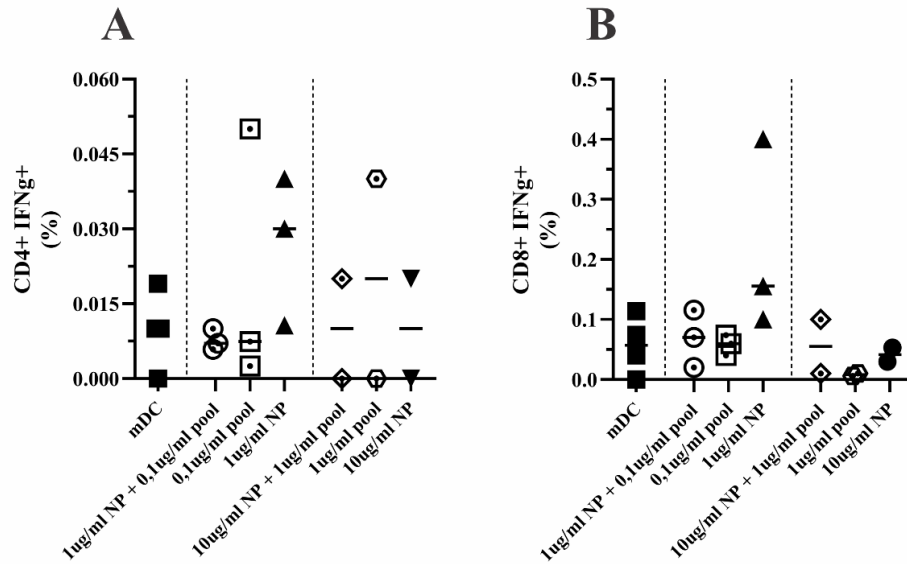 A
CD4+ IFNg+
(%)
0.060
0.045
0.030
0.015
0.000
mDC
1ug/ml NP + 0,1ug/ml pool
0,1ug/ml pool
1ug/ml NP
10ug/ml NP + 1ug/ml pool
1ug/ml pool
10ug/ml NP
B
CD8+ IFNg+
(%)
0.5
0.4
0.3
0.2
0.1
0.0
mDC
1ug/ml NP + 0,1ug/ml pool
0,1ug/ml pool
1ug/ml NP
10ug/ml NP + 1ug/ml pool
1ug/ml pool
10ug/ml NP